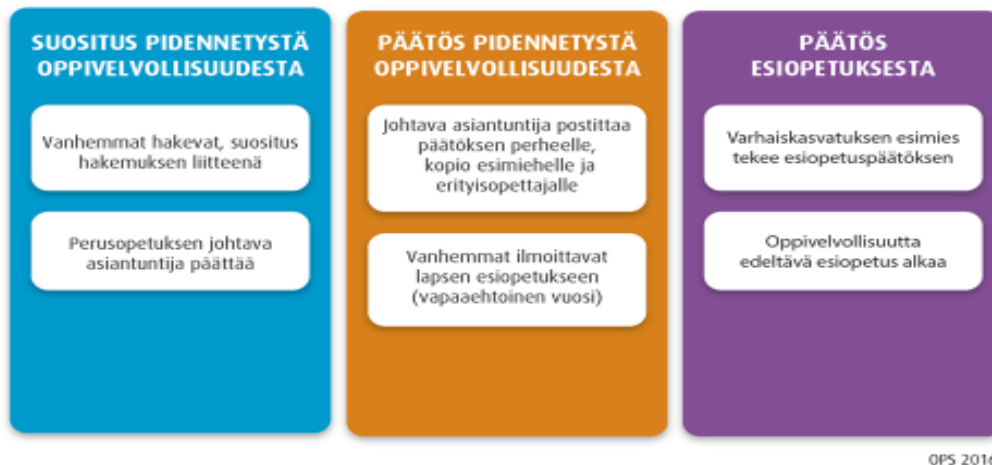 SUOSITUS PIDENNETYSTÄ
OPPIVELVOLLISUUDESTA
Vanhemmat hakevat, suositus
hakemuksen liitteenä
Perusopetuksen johtava
asiantuntija päättää
PÄÄTÖS PIDENNETYSTÄ
OPPIVELVOLLISUUDESTA
Johtava asiantuntija postittaa
päätöksen perheelle,
kopio esimiehelle ja
erityisopettajalle
Vanhemmat ilmoittavat
lapsen esiopetukseen
(vapaaehtoinen vuosi)
PÄÄTÖS
ESIOPETUKSESTA
Varhaiskasvatuksen esimies
tekee esiopetuspäätöksen
Oppivelvollisuutta
edeltävä esiopetus alkaa
OPS 2016